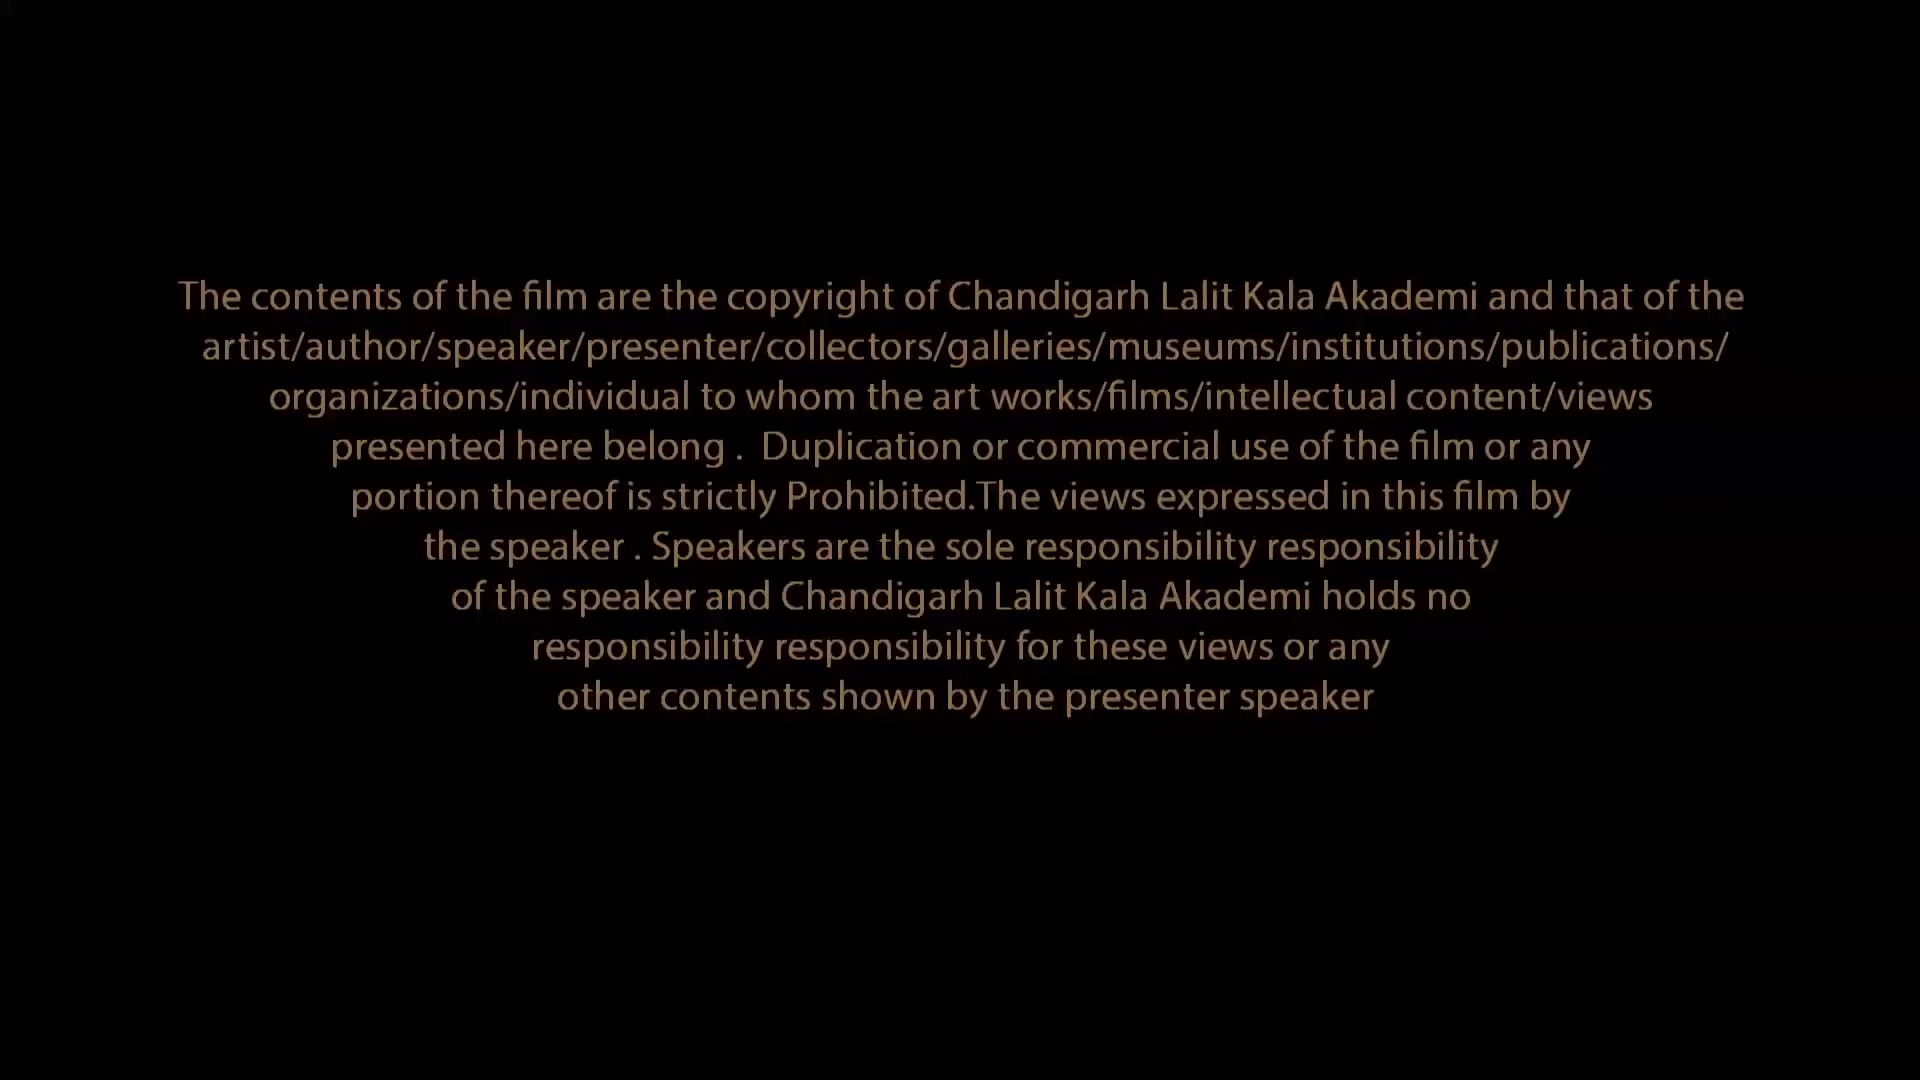 The contents of the film are the copyright of Chandigarh Lalit Kala Akademi and that of the
artist/author/speaker/presenter/collectors/galleries/museums/institutions/publications/
organizations/individual to whom the art works/films/intellectual content/views
presented here belong .  Duplication or commercial use of the film or any
portion thereof is strictly Prohibited.The views expressed in this film by
the speaker . Speakers are the sole responsibility responsibility
of the speaker and Chandigarh Lalit Kala Akademi holds no
responsibility responsibility for these views or any
other contents shown by the presenter speaker